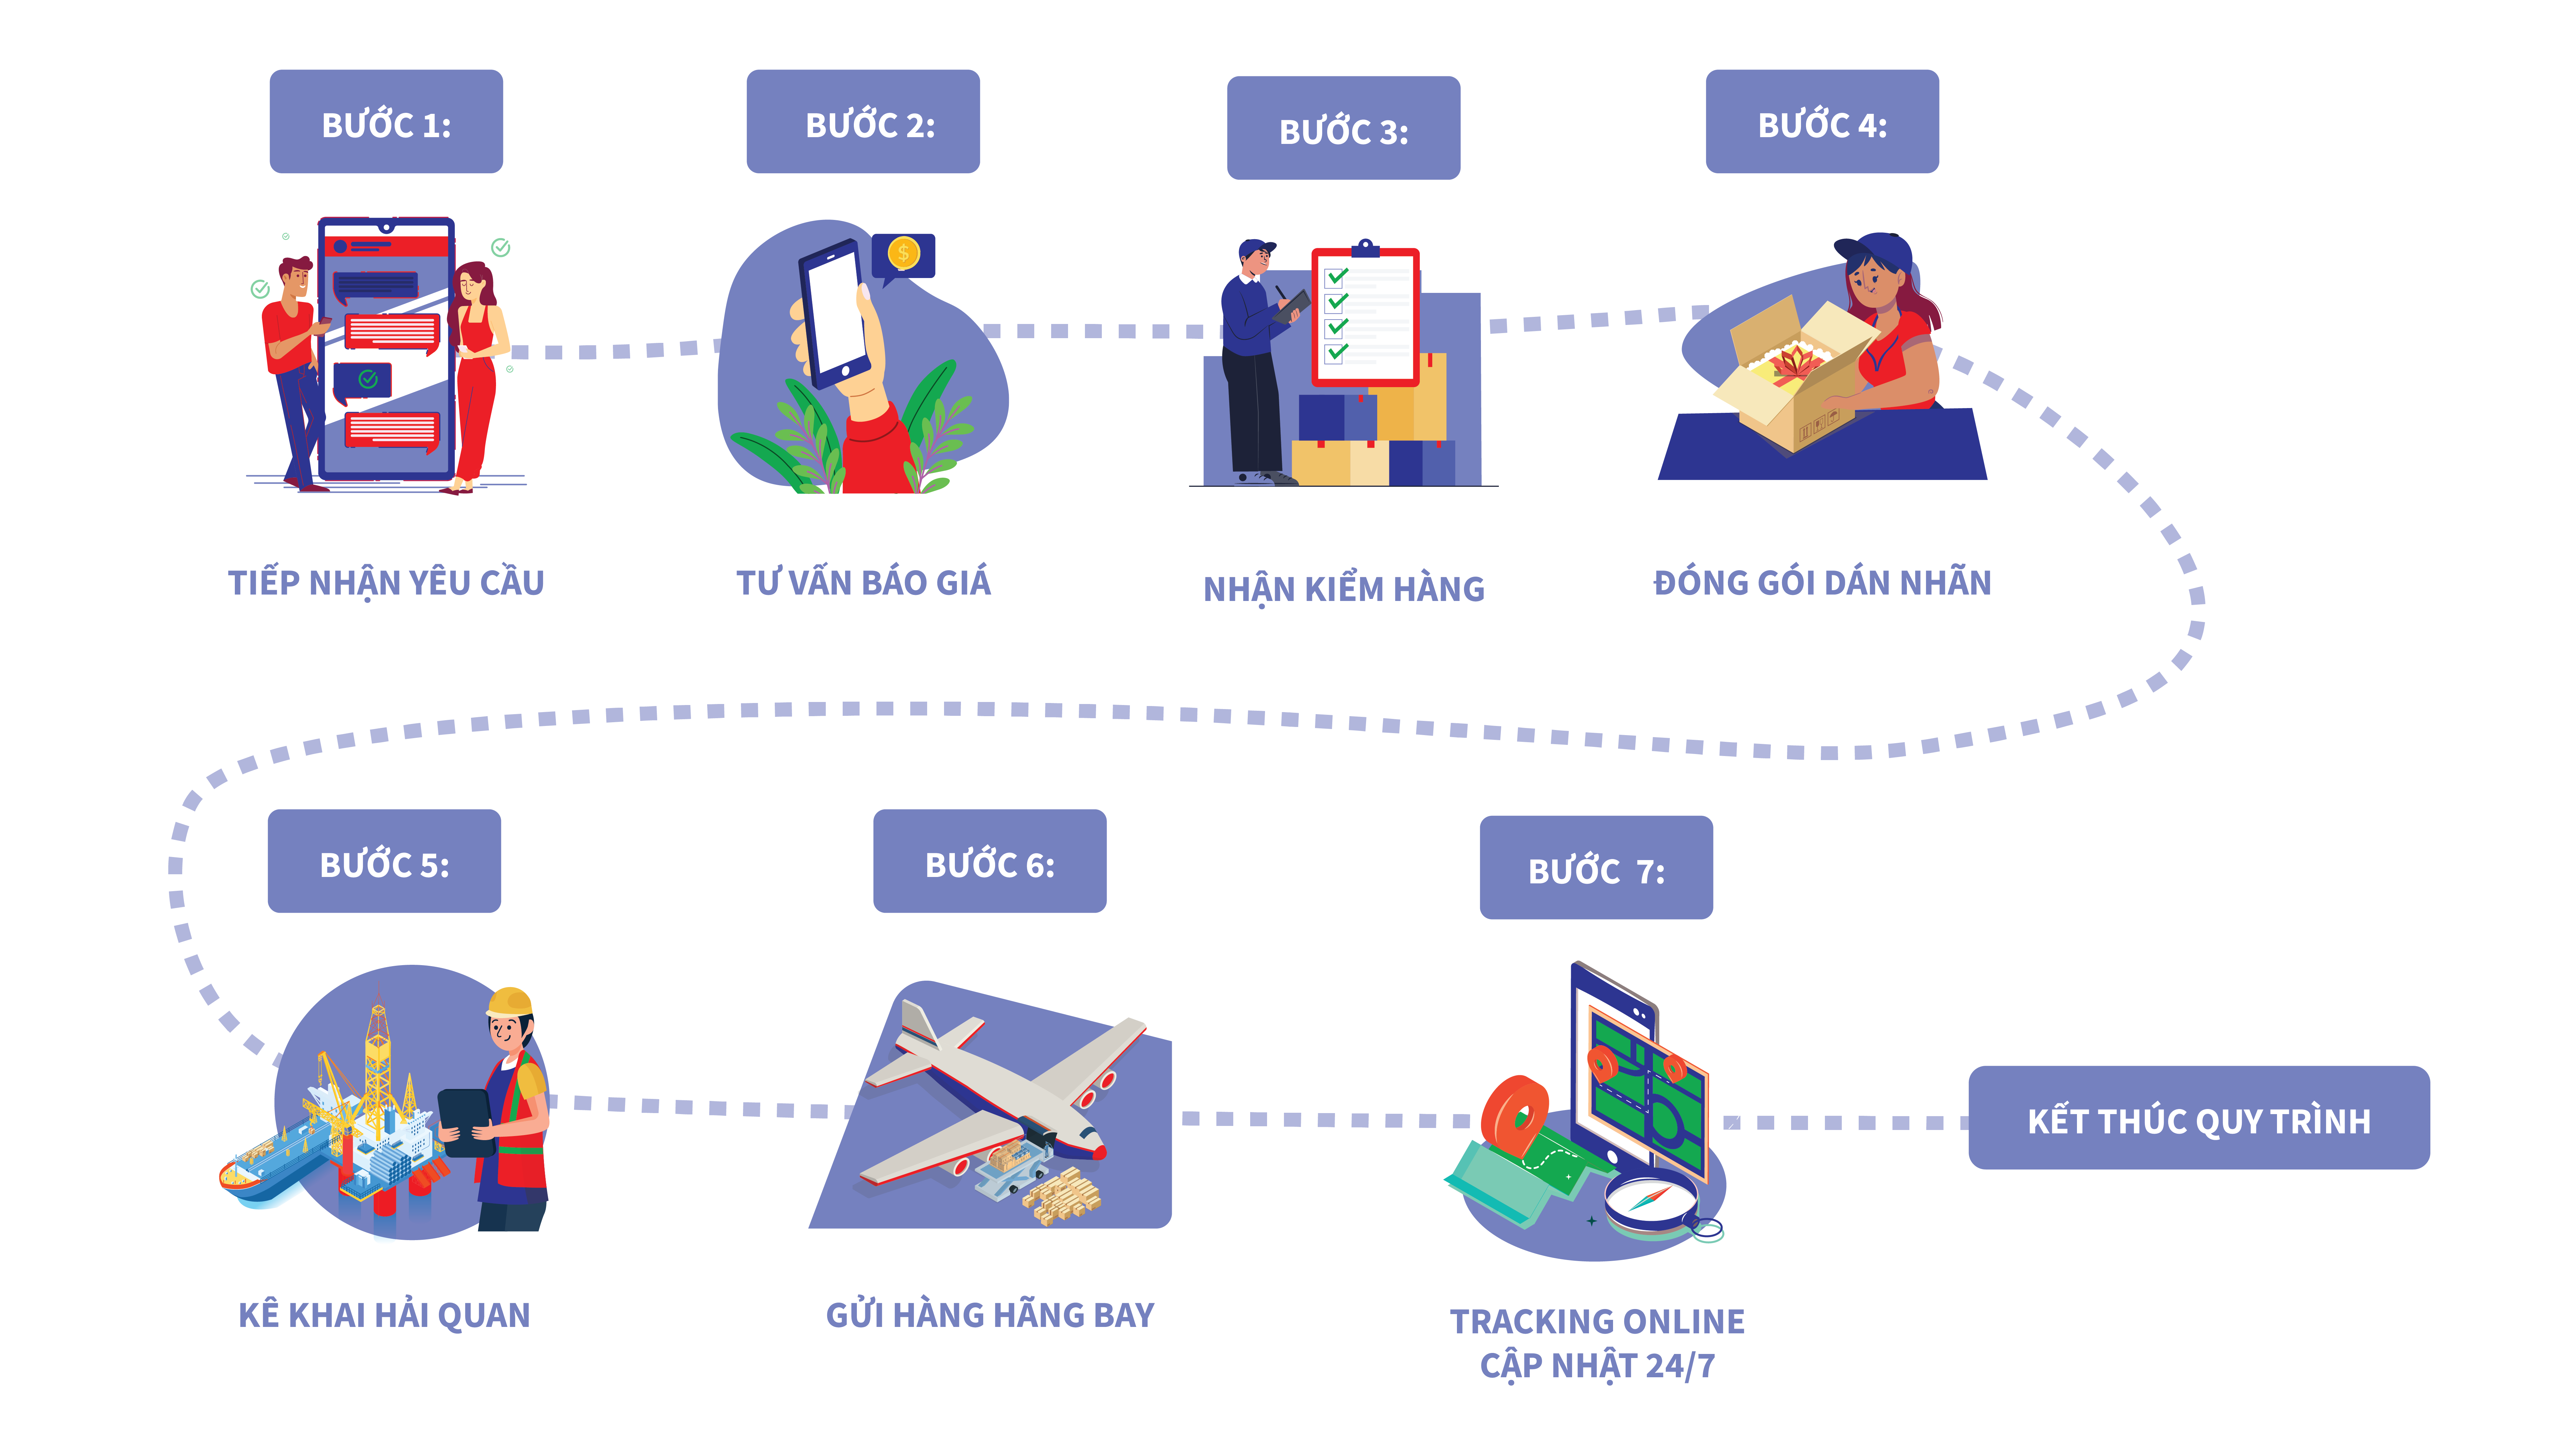 BƯỚC 1:
BƯỚC 2:
BƯỚC 3:
BƯỚC 4:
TIẾP NHẬN YÊU CẦU
TƯ VẤN BÁO GIÁ
NHẬN KIỂM HÀNG
ĐÓNG GÓI DÁN NHÃN
BƯỚC 5:
BƯỚC 6:
BƯỚC 7:
KẾT THÚC QUY TRÌNH
KÊ KHAI HẢI QUAN
GỬI HÀNG HÃNG BAY
TRACKING ONLINE
CẬP NHẬT 24/7